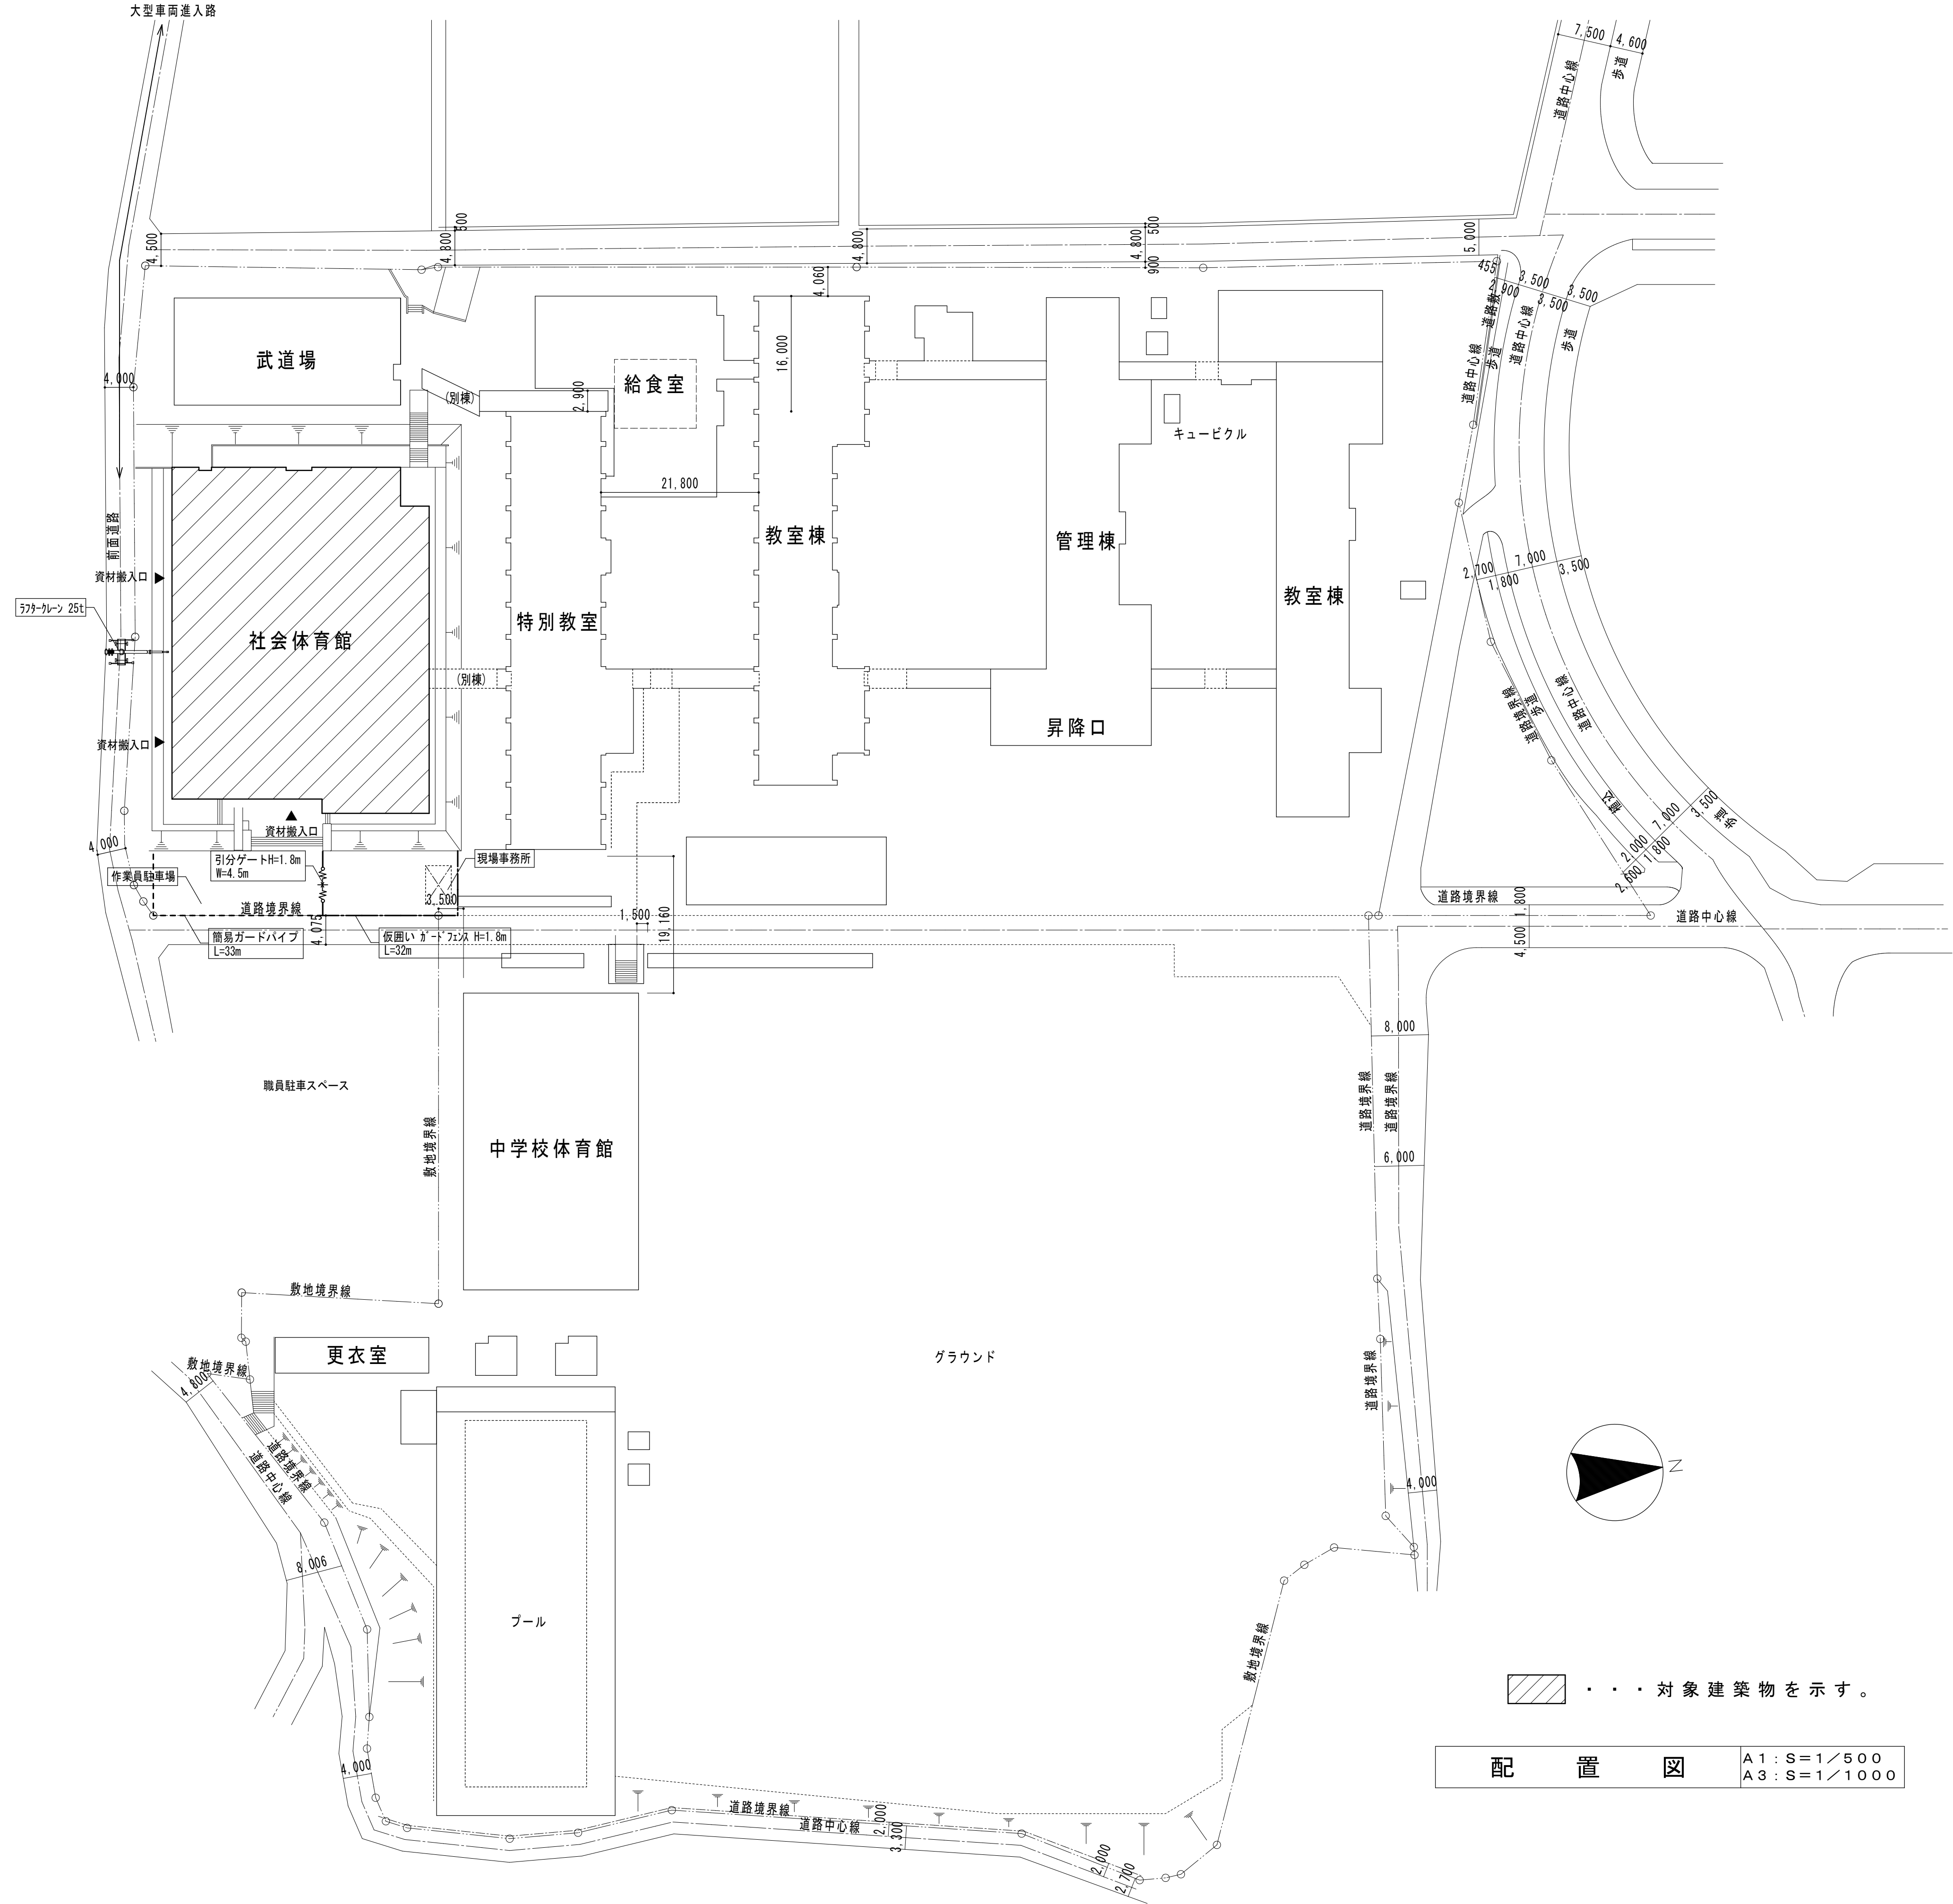 大型車両進入路
7,500
4,600
歩道
道路中心線
4,500
4,800
500
4,800
4,060
4,800
500
900
5,000
455
2,900
3,500
3,500
3,500
道路敷
歩道
道路中心線
道路中心線
歩道
武道場
4,000
(別棟)
2,900
給食室
16,000
キュービクル
21,800
前面道路
資材搬入口
ラフタークレーン 25t
社会体育館
特別教室
教室棟
管理棟
教室棟
2,700
1,800
7,000
3,500
(別棟)
昇降口
道路境界線
歩道
道路中心線
資材搬入口
資材搬入口
4,000
植込
7,000
3,500
歩道
2,000
1,800
2,600
引分ゲートH=1.8m
W=4.5m
現場事務所
作業員駐車場
道路境界線
3,500
1,500
19,160
4,075
簡易ガードパイプ
L=33m
仮囲い ガードフェンス H=1.8m
L=32m
道路境界線
1,800
4,500
道路中心線
8,000
職員駐車スペース
敷地境界線
中学校体育館
道路境界線
道路境界線
6,000
敷地境界線
更衣室
グラウンド
敷地境界線
4,800
道路境界線
道路境界線
道路中心線
4,000
N
8,006
プール
敷地境界線
・・・対象建築物を示す。
配置図
A1:S=1/500
A3:S=1/1000
4,000
道路境界線
道路中心線
2,000
3,300
2,000
2,700